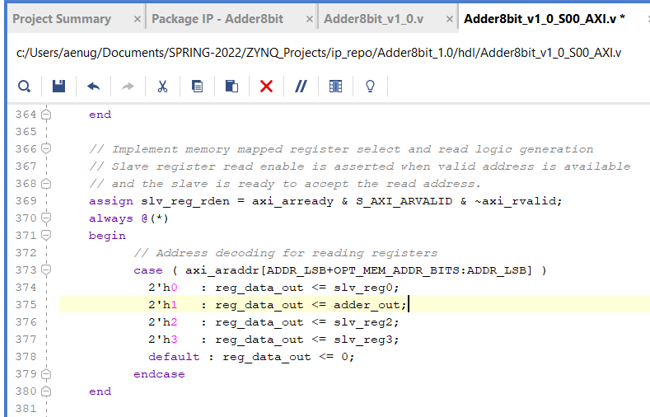 Project Summary × Package IP - Adder8bit × Adder8bit_v1_0.v × Adder8bit_v1_0_S00_AXI.v *
c:/Users/aenug/Documents/SPRING-2022/ZYNQ_Projects/ip_repo/Adder8bit_1.0/hdl/Adder8bit_v1_0_S00_AXI.v
364 end
365
366 // Implement memory mapped register select and read logic generation
367 // Slave register read enable is asserted when valid address is available
368 // and the slave is ready to accept the read address.
369 assign slv_reg_rden = axi_arready & S_AXI_ARVALID & ~axi_rvalid;
370 always @(*)
371 begin
372 // Address decoding for reading registers
373 case ( axi_araddr[ADDR_LSB+OPT_MEM_ADDR_BITS:ADDR_LSB] )
374 2'h0 : reg_data_out <= slv_reg0;
375 2'h1 : reg_data_out <= adder_out;
376 2'h2 : reg_data_out <= slv_reg2;
377 2'h3 : reg_data_out <= slv_reg3;
378 default : reg_data_out <= 0;
379 endcase
380 end
381